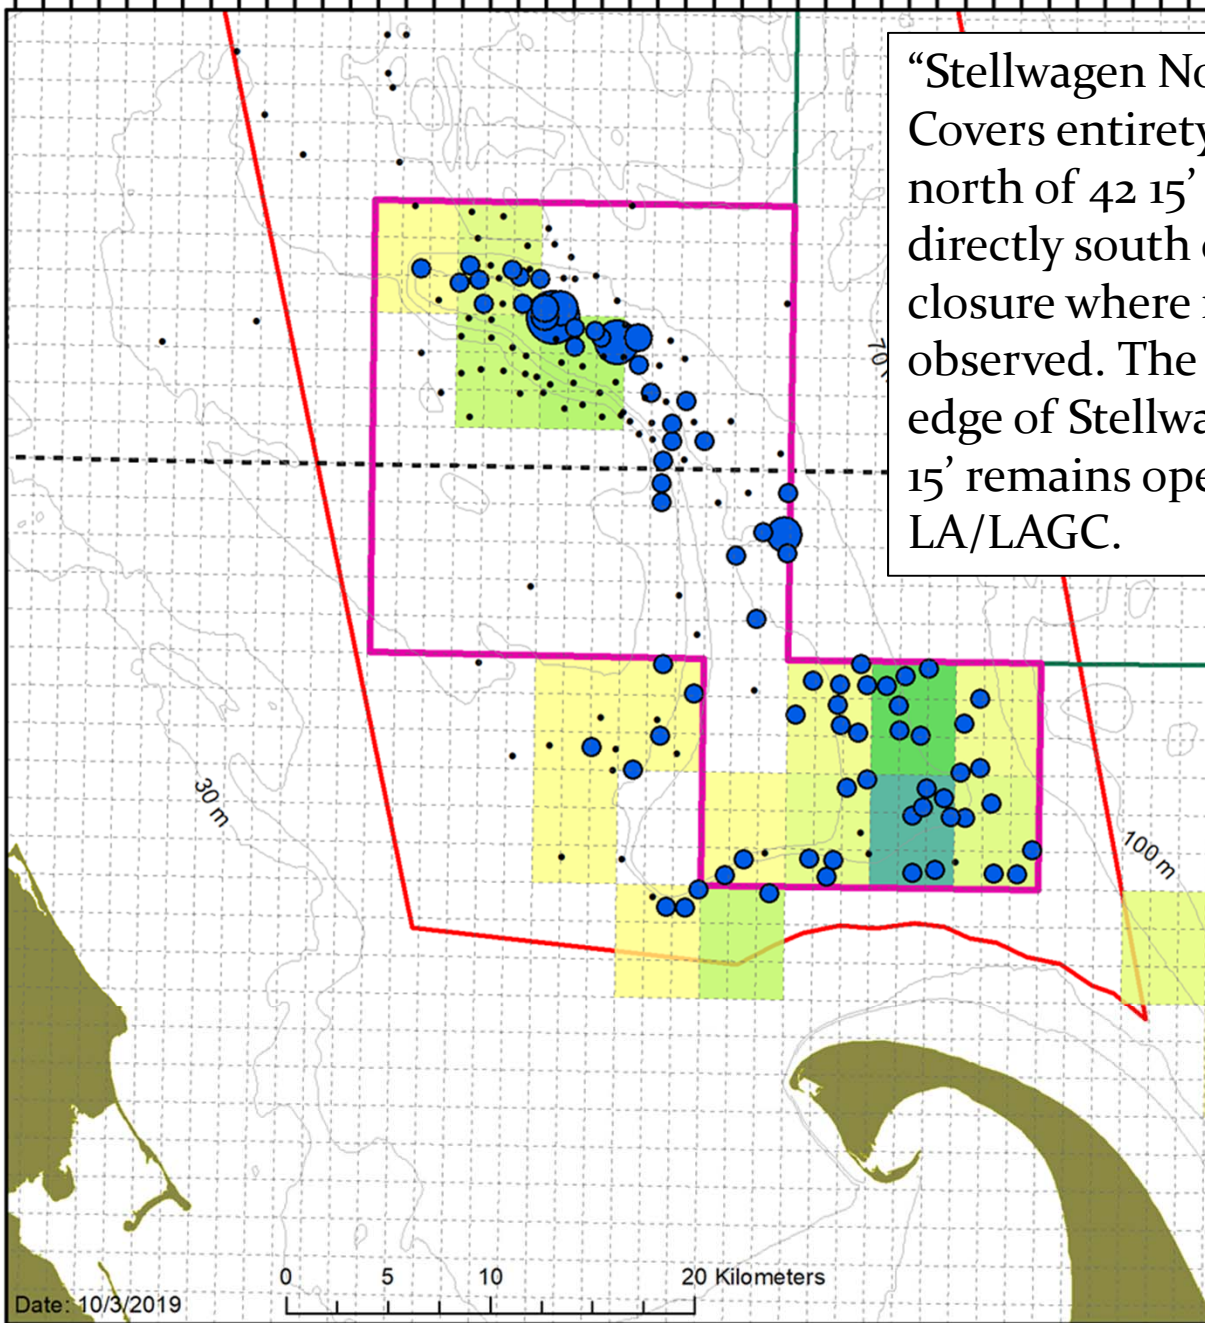 “Stellwagen No
Covers entirety
north of 42 15’
directly south
closure where
observed. The
edge of Stellwa
15’ remains ope
LA/LAGC.
30 m
100 m
0 5 10 20 Kilometers
Date: 10/3/2019